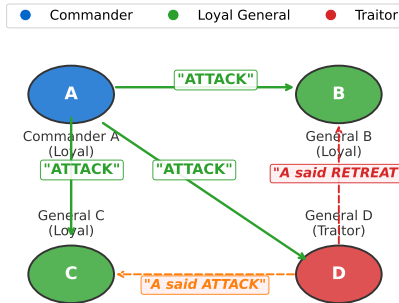 Commander
Loyal General
Traitor
A
"ATTACK"
B
Commander A
(Loyal)
General B
(Loyal)
"ATTACK"
"ATTACK"
"A said RETREAT
General C
(Loyal)
General D
(Traitor)
C
"A said ATTACK"
D